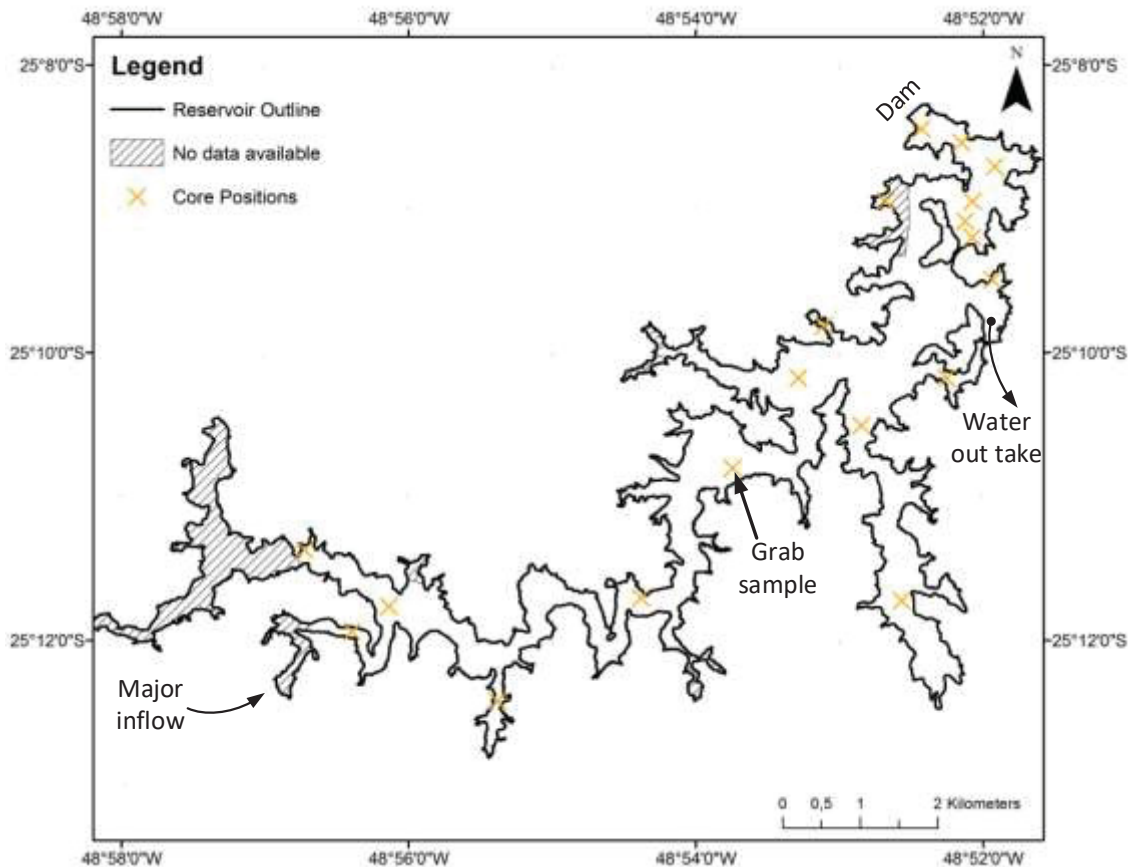 48°58'0"W 48°56'0"W 48°54'0"W 48°52'0"W
25°8'0"S 25°8'0"S
Legend
N
Reservoir Outline
No data available
Core Positions
Dam
25°10'0"S 25°10'0"S
Water
out take
Grab
sample
25°12'0"S 25°12'0"S
Major
inflow
0 0,5 1 2 Kilometers
48°58'0"W 48°56'0"W 48°54'0"W 48°52'0"W